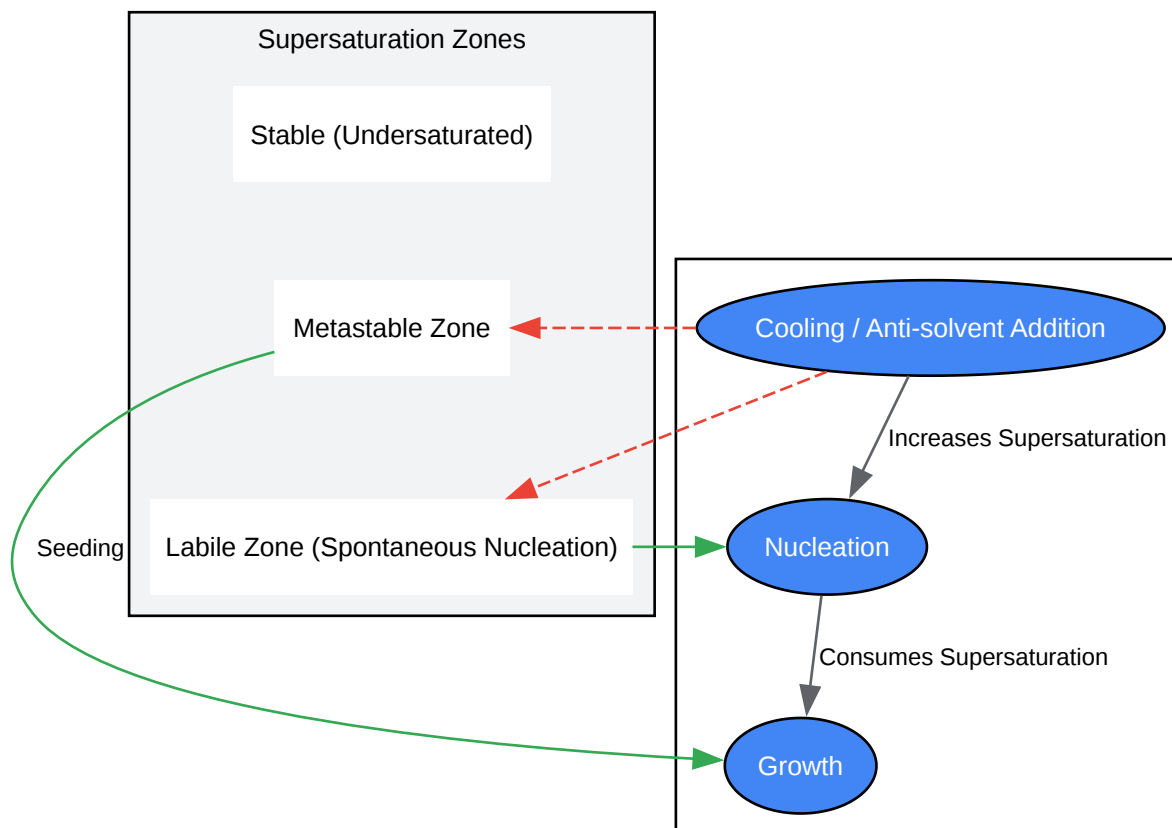 Supersaturation Zones
Stable (Undersaturated)
Metastable Zone
Cooling / Anti-solvent Addition
Increases Supersaturation
Seeding
Labile Zone (Spontaneous Nucleation)
Nucleation
Consumes Supersaturation
Growth